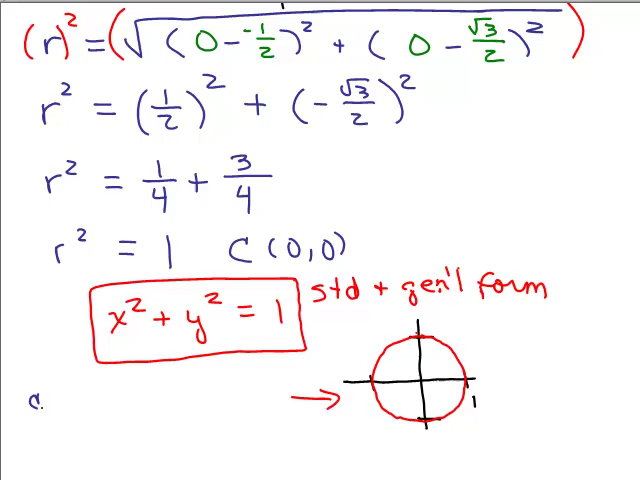 (r)² = (√( 0 - -1/2 )² + ( 0 - √3/2 )² )
r² = (1/2)² + (-√3/2)²
r² = 1/4 + 3/4
r² = 1 C (0,0)
x² + y² = 1 std + gen'l form
1
c